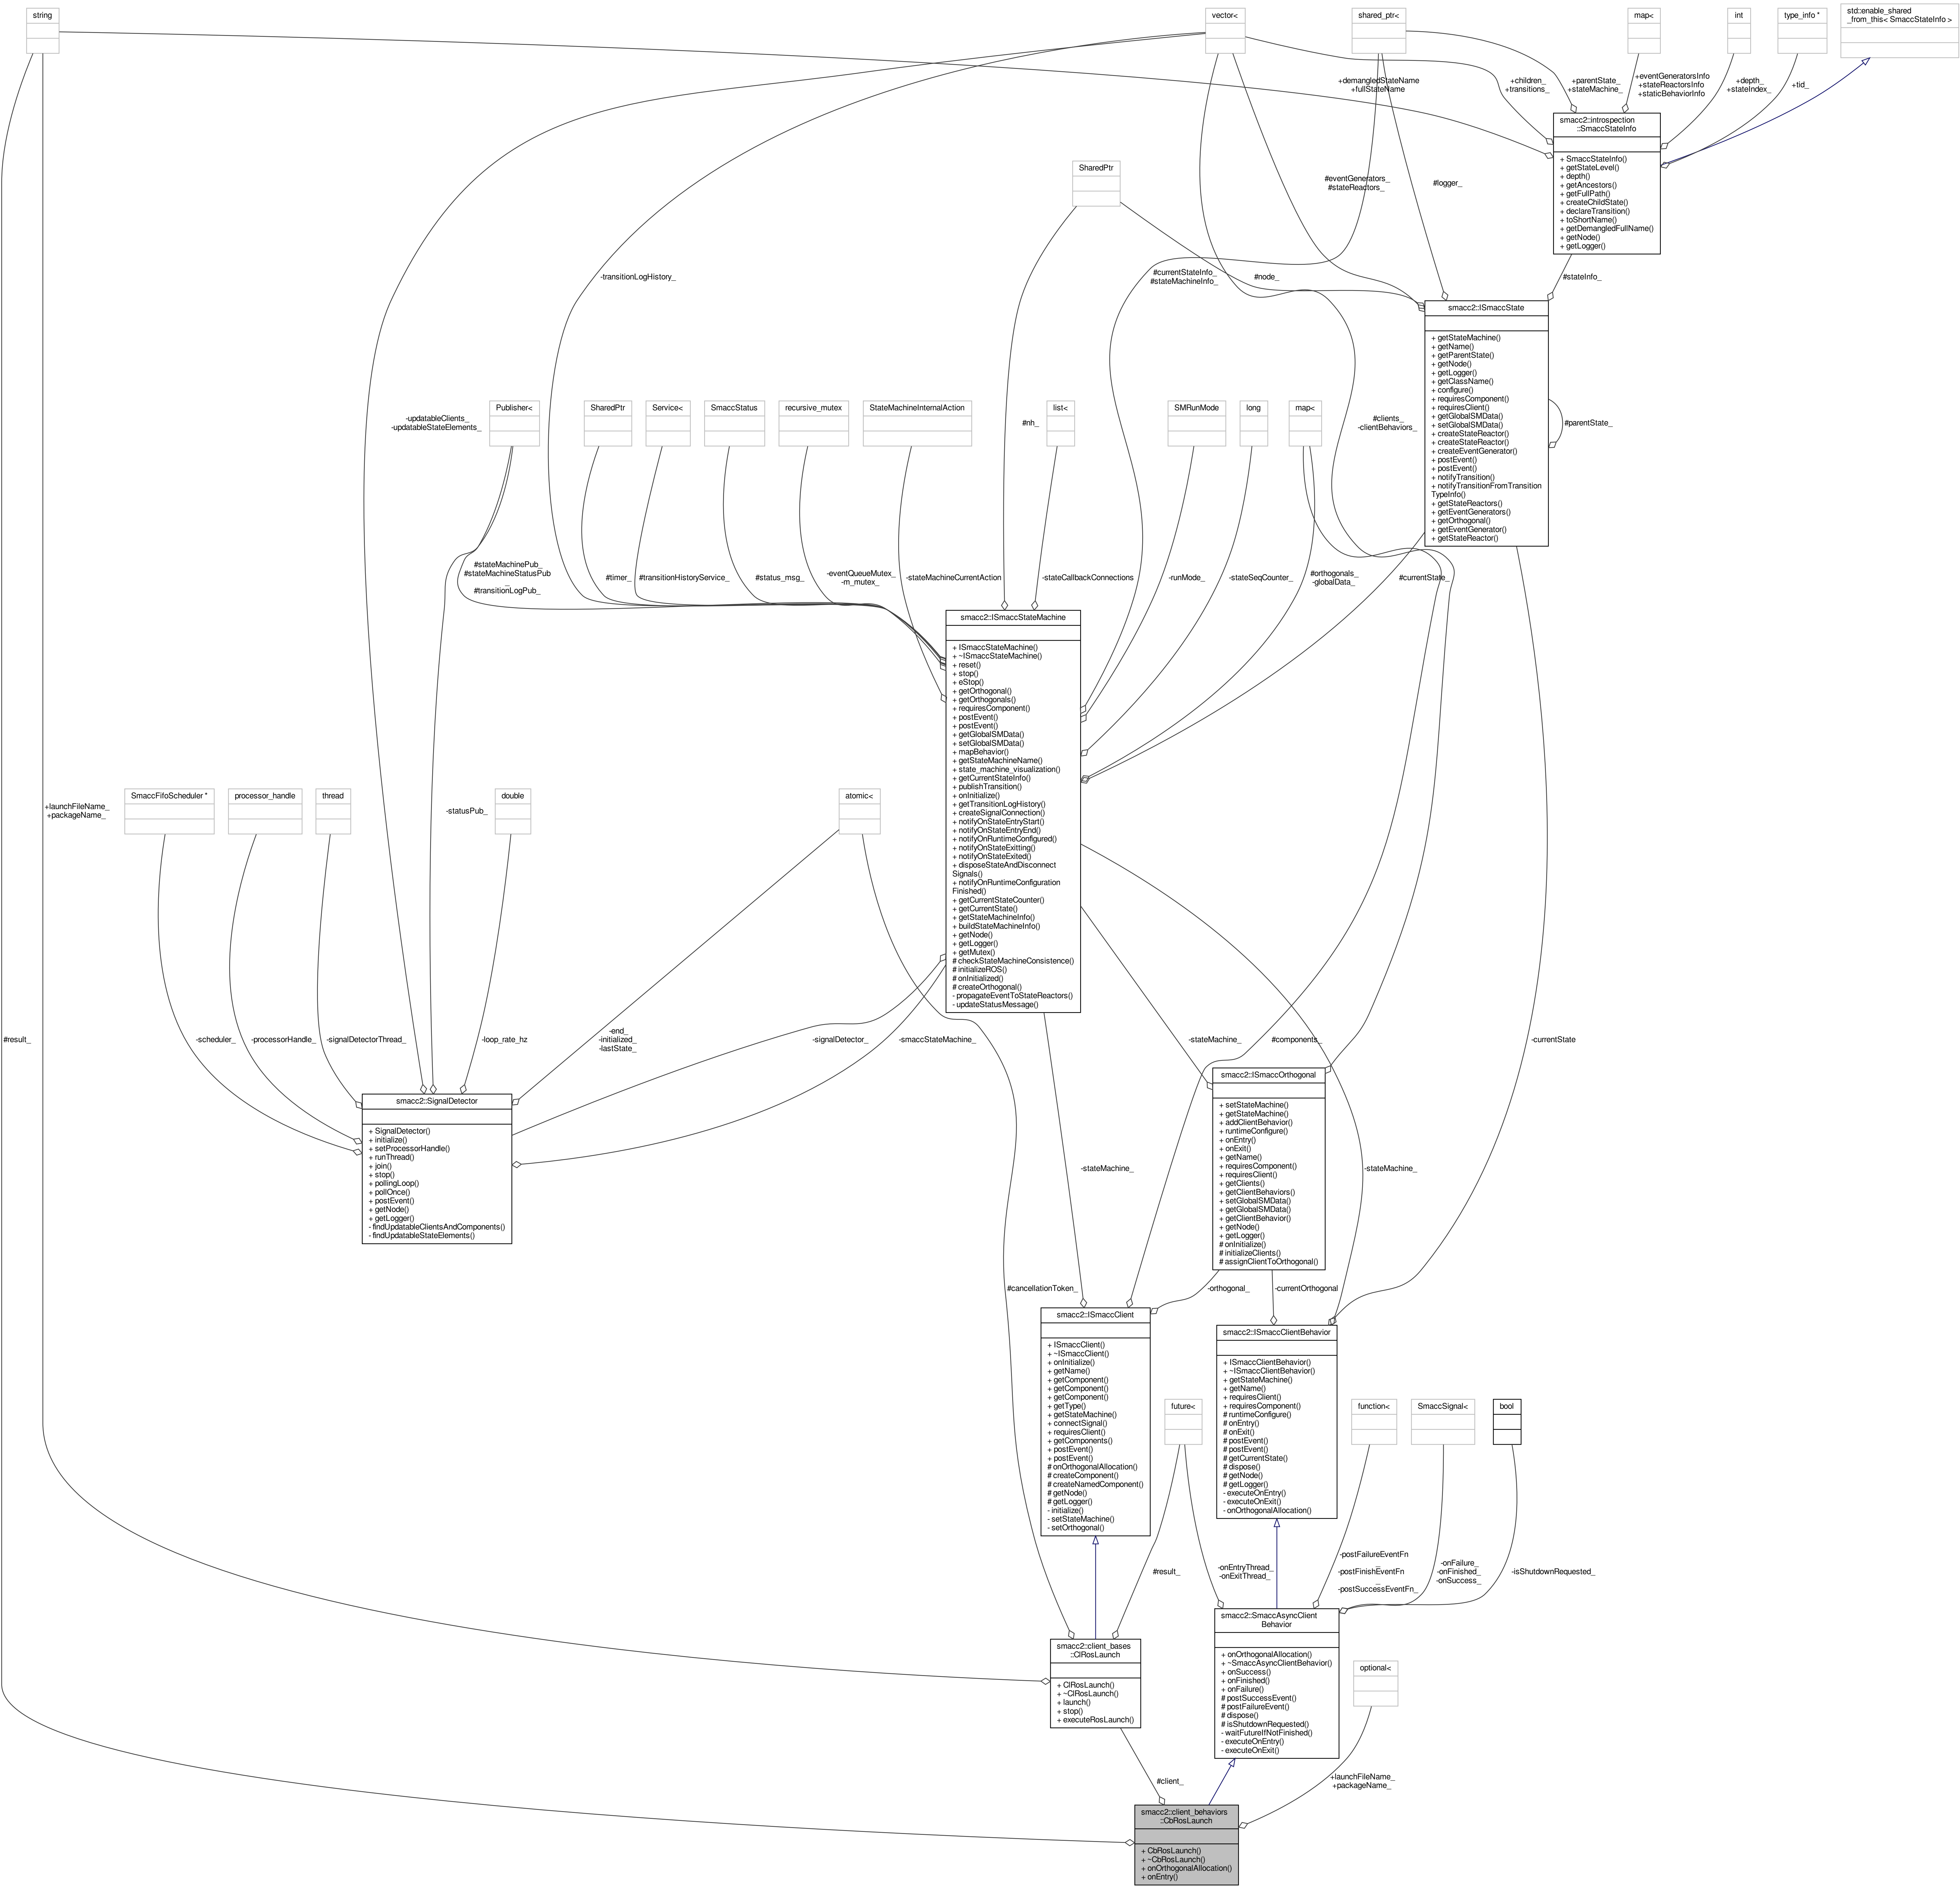 string
vector<
shared_ptr<
map<
int
type_info *
std::enable_shared
_from_this< SmaccStateInfo >
+demangledStateName
+fullStateName
+children_
+transitions_
+parentState_
+stateMachine_
+eventGeneratorsInfo
+stateReactorsInfo
+staticBehaviorInfo
+depth_
+stateIndex_
+tid_
smacc2::introspection
::SmaccStateInfo
+ SmaccStateInfo()
+ getStateLevel()
+ depth()
+ getAncestors()
+ getFullPath()
+ createChildState()
+ declareTransition()
+ toShortName()
+ getDemangledFullName()
+ getNode()
+ getLogger()
SharedPtr
#eventGenerators_
#stateReactors_
#logger_
-transitionLogHistory_
#currentStateInfo_
#stateMachineInfo_
#node_
#stateInfo_
smacc2::ISmaccState
+ getStateMachine()
+ getName()
+ getParentState()
+ getNode()
+ getLogger()
+ getClassName()
+ configure()
+ requiresComponent()
+ requiresClient()
+ getGlobalSMData()
+ setGlobalSMData()
+ createStateReactor()
+ createStateReactor()
+ createEventGenerator()
+ postEvent()
+ postEvent()
+ notifyTransition()
+ notifyTransitionFromTransition
TypeInfo()
+ getStateReactors()
+ getEventGenerators()
+ getOrthogonal()
+ getEventGenerator()
+ getStateReactor()
#parentState_
-updatableClients_
-updatableStateElements_
Publisher<
SharedPtr
Service<
SmaccStatus
recursive_mutex
StateMachineInternalAction
#nh_
list<
SMRunMode
long
map<
#clients_
-clientBehaviors_
#stateMachinePub_
#stateMachineStatusPub
_
#transitionLogPub_
#timer_
#transitionHistoryService_
#status_msg_
-eventQueueMutex_
-m_mutex_
-stateMachineCurrentAction
-stateCallbackConnections
-runMode_
-stateSeqCounter_
#orthogonals_
-globalData_
#currentState_
smacc2::ISmaccStateMachine
+ ISmaccStateMachine()
+ ~ISmaccStateMachine()
+ reset()
+ stop()
+ eStop()
+ getOrthogonal()
+ getOrthogonals()
+ requiresComponent()
+ postEvent()
+ postEvent()
+ getGlobalSMData()
+ setGlobalSMData()
+ mapBehavior()
+ getStateMachineName()
+ state_machine_visualization()
+ getCurrentStateInfo()
+ publishTransition()
+ onInitialize()
+ getTransitionLogHistory()
+ createSignalConnection()
+ notifyOnStateEntryStart()
+ notifyOnStateEntryEnd()
+ notifyOnRuntimeConfigured()
+ notifyOnStateExitting()
+ notifyOnStateExited()
+ disposeStateAndDisconnect
Signals()
+ notifyOnRuntimeConfiguration
Finished()
+ getCurrentStateCounter()
+ getCurrentState()
+ getStateMachineInfo()
+ buildStateMachineInfo()
+ getNode()
+ getLogger()
+ getMutex()
# checkStateMachineConsistence()
# initializeROS()
# onInitialized()
# createOrthogonal()
- propagateEventToStateReactors()
- updateStatusMessage()
+launchFileName_
+packageName_
SmaccFifoScheduler *
processor_handle
thread
-statusPub_
double
atomic<
#result_
-scheduler_
-processorHandle_
-signalDetectorThread_
-loop_rate_hz
-end_
-initialized_
-lastState_
-signalDetector_
-smaccStateMachine_
-stateMachine_
#components_
-currentState
smacc2::SignalDetector
+ SignalDetector()
+ initialize()
+ setProcessorHandle()
+ runThread()
+ join()
+ stop()
+ pollingLoop()
+ pollOnce()
+ postEvent()
+ getNode()
+ getLogger()
- findUpdatableClientsAndComponents()
- findUpdatableStateElements()
smacc2::ISmaccOrthogonal
+ setStateMachine()
+ getStateMachine()
+ addClientBehavior()
+ runtimeConfigure()
+ onEntry()
+ onExit()
+ getName()
+ requiresComponent()
+ requiresClient()
+ getClients()
+ getClientBehaviors()
+ setGlobalSMData()
+ getGlobalSMData()
+ getClientBehavior()
+ getNode()
+ getLogger()
# onInitialize()
# initializeClients()
# assignClientToOrthogonal()
-stateMachine_
-stateMachine_
#cancellationToken_
-orthogonal_
-currentOrthogonal
smacc2::ISmaccClient
+ ISmaccClient()
+ ~ISmaccClient()
+ onInitialize()
+ getName()
+ getComponent()
+ getComponent()
+ getComponent()
+ getType()
+ getStateMachine()
+ connectSignal()
+ requiresClient()
+ getComponents()
+ postEvent()
+ postEvent()
# onOrthogonalAllocation()
# createComponent()
# createNamedComponent()
# getNode()
# getLogger()
- initialize()
- setStateMachine()
- setOrthogonal()
smacc2::ISmaccClientBehavior
+ ISmaccClientBehavior()
+ ~ISmaccClientBehavior()
+ getStateMachine()
+ getName()
+ requiresClient()
+ requiresComponent()
# runtimeConfigure()
# onEntry()
# onExit()
# postEvent()
# postEvent()
# getCurrentState()
# dispose()
# getNode()
# getLogger()
- executeOnEntry()
- executeOnExit()
- onOrthogonalAllocation()
future<
function<
SmaccSignal<
bool
#result_
-onEntryThread_
-onExitThread_
-postFailureEventFn
_
-postFinishEventFn
_
-postSuccessEventFn_
-onFailure_
-onFinished_
-onSuccess_
-isShutdownRequested_
smacc2::client_bases
::ClRosLaunch
+ ClRosLaunch()
+ ~ClRosLaunch()
+ launch()
+ stop()
+ executeRosLaunch()
smacc2::SmaccAsyncClient
Behavior
+ onOrthogonalAllocation()
+ ~SmaccAsyncClientBehavior()
+ onSuccess()
+ onFinished()
+ onFailure()
# postSuccessEvent()
# postFailureEvent()
# dispose()
# isShutdownRequested()
- waitFutureIfNotFinished()
- executeOnEntry()
- executeOnExit()
optional<
#client_
+launchFileName_
+packageName_
smacc2::client_behaviors
::CbRosLaunch
+ CbRosLaunch()
+ ~CbRosLaunch()
+ onOrthogonalAllocation()
+ onEntry()